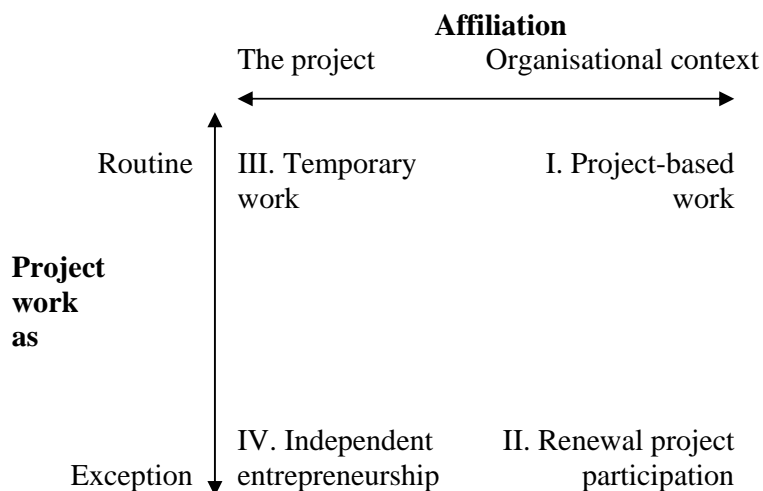 Affiliation
The project Organisational context
Routine III. Temporary I. Project-based
work work
Project
work
as
IV. Independent II. Renewal project
Exception entrepreneurship participation